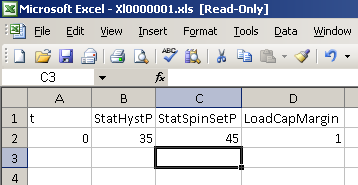 Microsoft Excel - Xl0000001.xls [Read-Only]
File Edit View Insert Format Tools Data Window
C3 fx
A B C D
1 t StatHystP StatSpinSetP LoadCapMargin
2 0 35 45 1
3